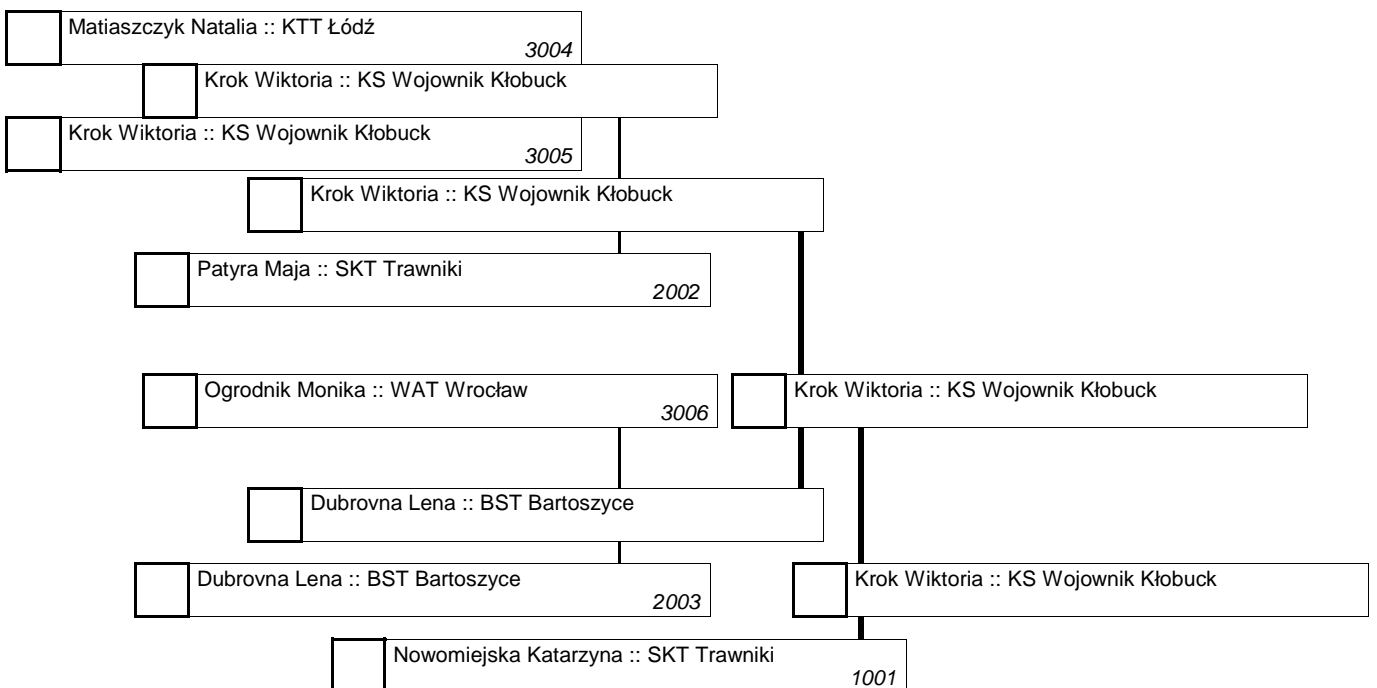 Matiaszczyk Natalia :: KTT Łódź
3004
Krok Wiktoria :: KS Wojownik Kłobuck
Krok Wiktoria :: KS Wojownik Kłobuck
3005
Krok Wiktoria :: KS Wojownik Kłobuck
Patyra Maja :: SKT Trawniki
2002
Ogrodnik Monika :: WAT Wrocław
3006
Krok Wiktoria :: KS Wojownik Kłobuck
Dubrovna Lena :: BST Bartoszyce
Dubrovna Lena :: BST Bartoszyce
2003
Krok Wiktoria :: KS Wojownik Kłobuck
Nowomiejska Katarzyna :: SKT Trawniki
1001